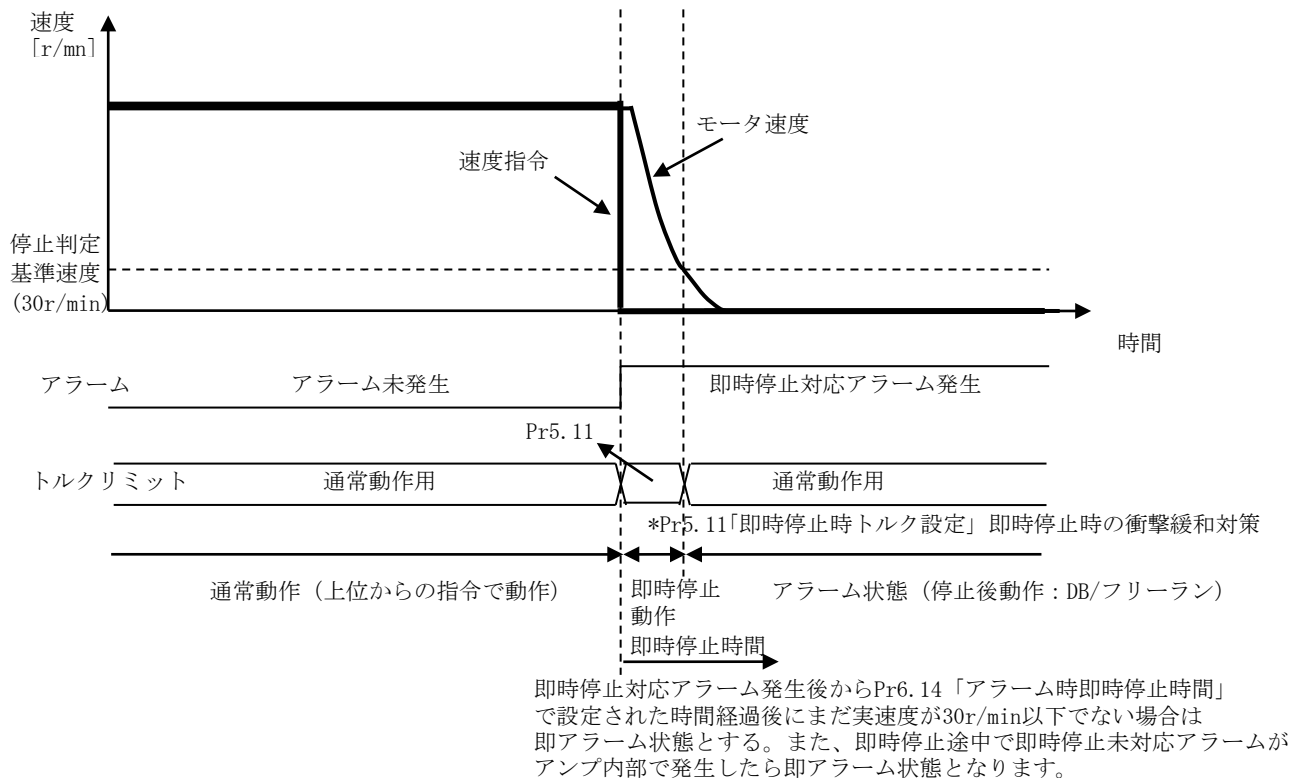 速度
[r/mn]
モータ速度
速度指令
停止判定
基準速度
(30r/min)
時間
アラーム
アラーム未発生
即時停止対応アラーム発生
Pr5.11
トルクリミット
通常動作用
通常動作用
*Pr5.11「即時停止時トルク設定」即時停止時の衝撃緩和対策
通常動作（上位からの指令で動作）
即時停止
動作
アラーム状態（停止後動作：DB/フリーラン）
即時停止時間
即時停止対応アラーム発生後からPr6.14「アラーム時即時停止時間」
で設定された時間経過後にまだ実速度が30r/min以下でない場合は
即アラーム状態とする。また、即時停止途中で即時停止未対応アラームが
アンプ内部で発生したら即アラーム状態となります。